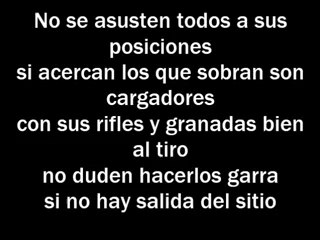 No se asusten todos a sus
posiciones
si acercan los que sobran son
cargadores
con sus rifles y granadas bien
al tiro
no duden hacerlos garra
si no hay salida del sitio